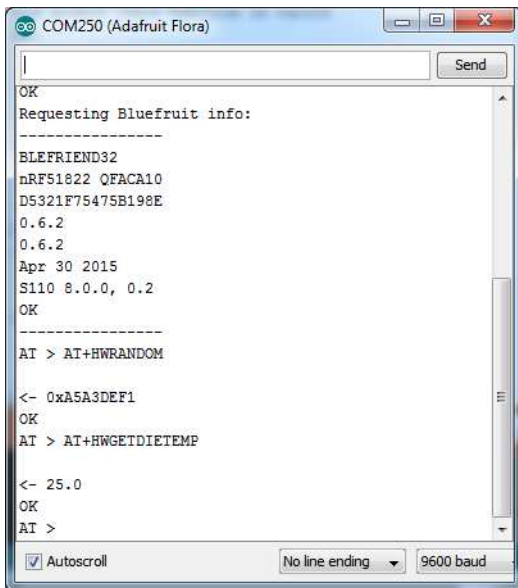 COM250 (Adafruit Flora)
Send
OK
Requesting Bluefruit info:
----------------
BLEFRIEND32
nRF51822 QFACA10
D5321F75475B198E
0.6.2
0.6.2
Apr 30 2015
S110 8.0.0, 0.2
OK
----------------
AT > AT+HWRANDOM
<- 0xA5A3DEF1
OK
AT > AT+HWGETDIETEMP
<- 25.0
OK
AT >
Autoscroll No line ending 9600 baud